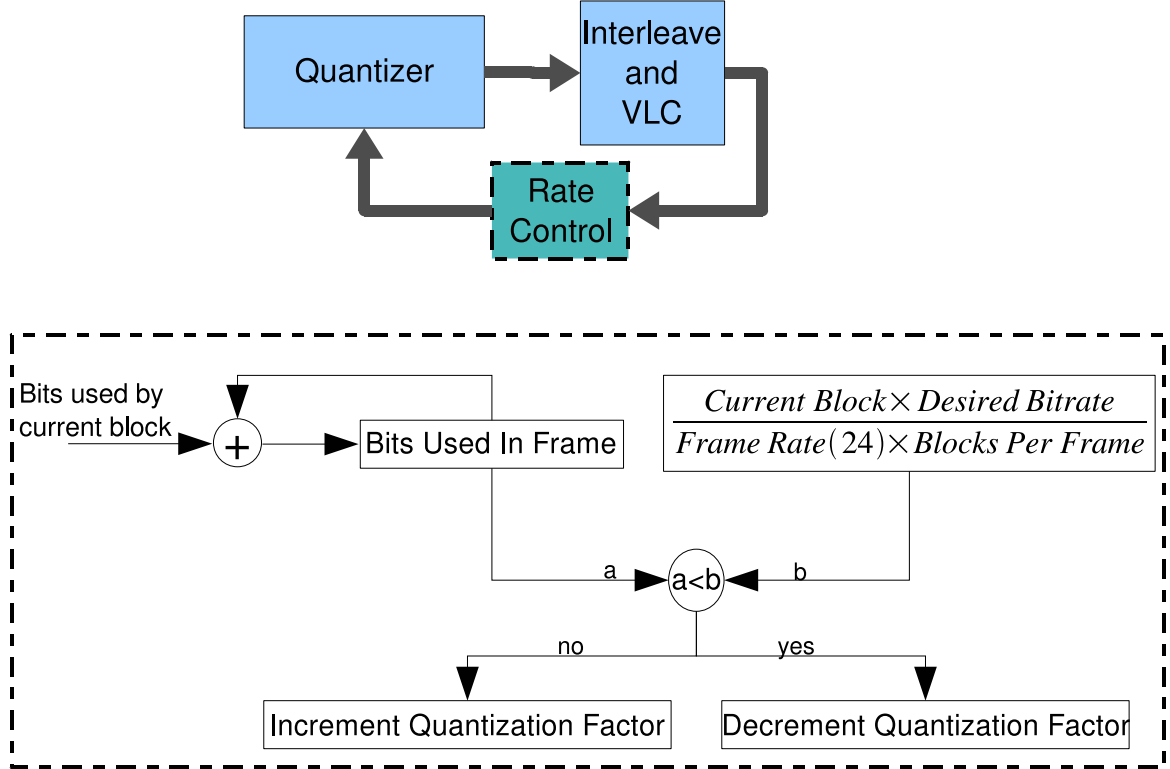 Quantizer
Interleave
and
VLC
Rate
Control
Bits used by
current block
+
Bits Used In Frame
Current Block × Desired Bitrate
Frame Rate(24) × Blocks Per Frame
a
a<b
b
no
yes
Increment Quantization Factor
Decrement Quantization Factor